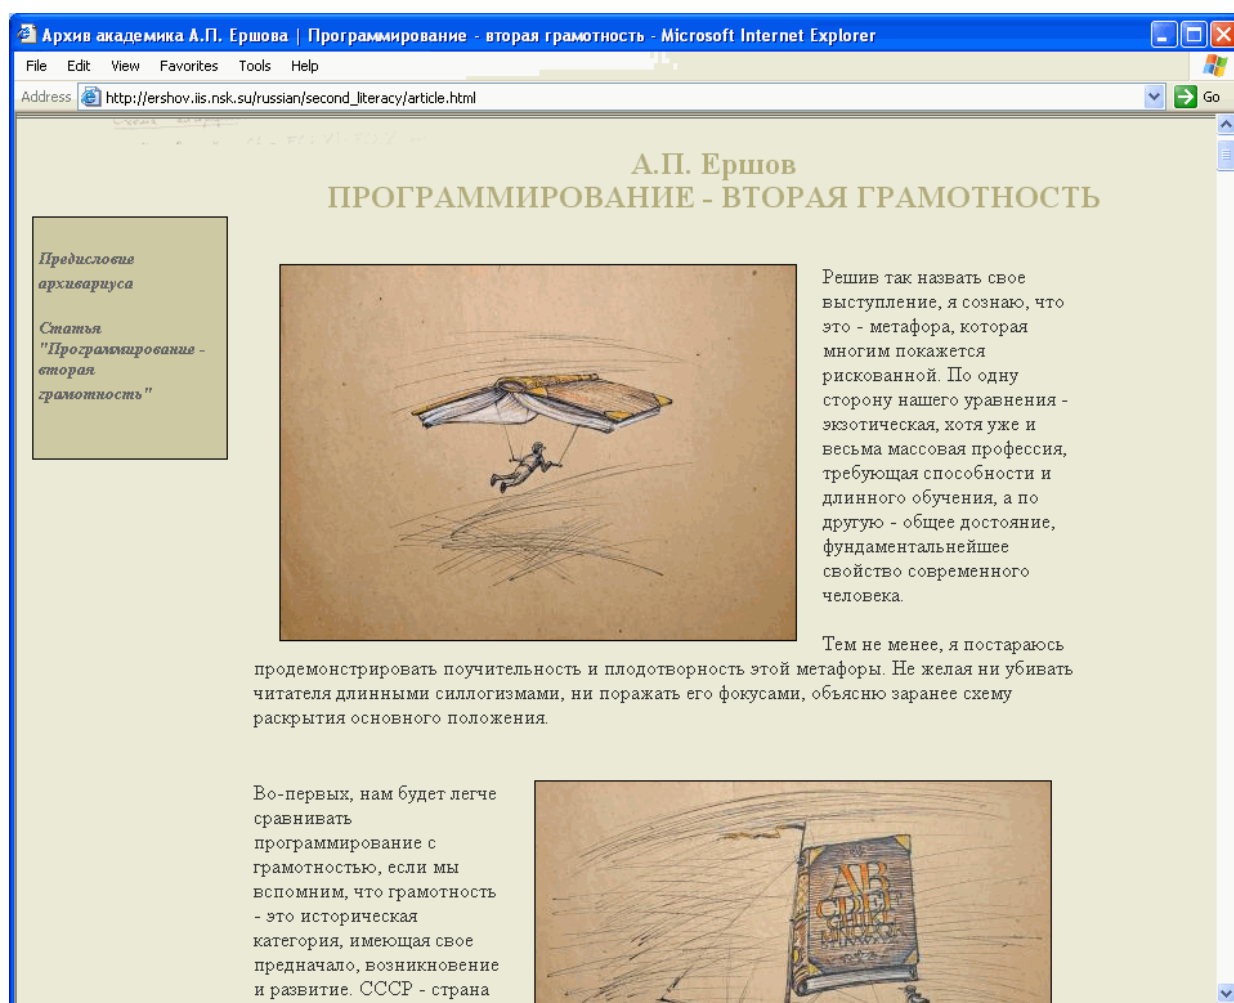 Архив академика А.П. Ершова | Программирование - вторая грамотность - Microsoft Internet Explorer
File Edit View Favorites Tools Help
Address http://ershov.iis.nsk.su/russian/second_literacy/article.html Go
А.П. Ершов
ПРОГРАММИРОВАНИЕ - ВТОРАЯ ГРАМОТНОСТЬ
Предисловие
архивариуса
Статья
"Программирование -
вторая
грамотность"
Решив так назвать свое
выступление, я сознаю, что
это - метафора, которая
многим покажется
рискованной. По одну
сторону нашего уравнения -
экзотическая, хотя уже и
весьма массовая профессия,
требующая способности и
длинного обучения, а по
другую - общее достояние,
фундаментальнейшее
свойство современного
человека.
Тем не менее, я постараюсь
продемонстрировать поучительность и плодотворность этой метафоры. Не желая ни убивать
читателя длинными силлогизмами, ни поражать его фокусами, объясню заранее схему
раскрытия основного положения.
Во-первых, нам будет легче
сравнивать
программирование с
грамотностью, если мы
вспомним, что грамотность
- это историческая
категория, имеющая свое
предначало, возникновение
и развитие. СССР - страна
AB
CDEF